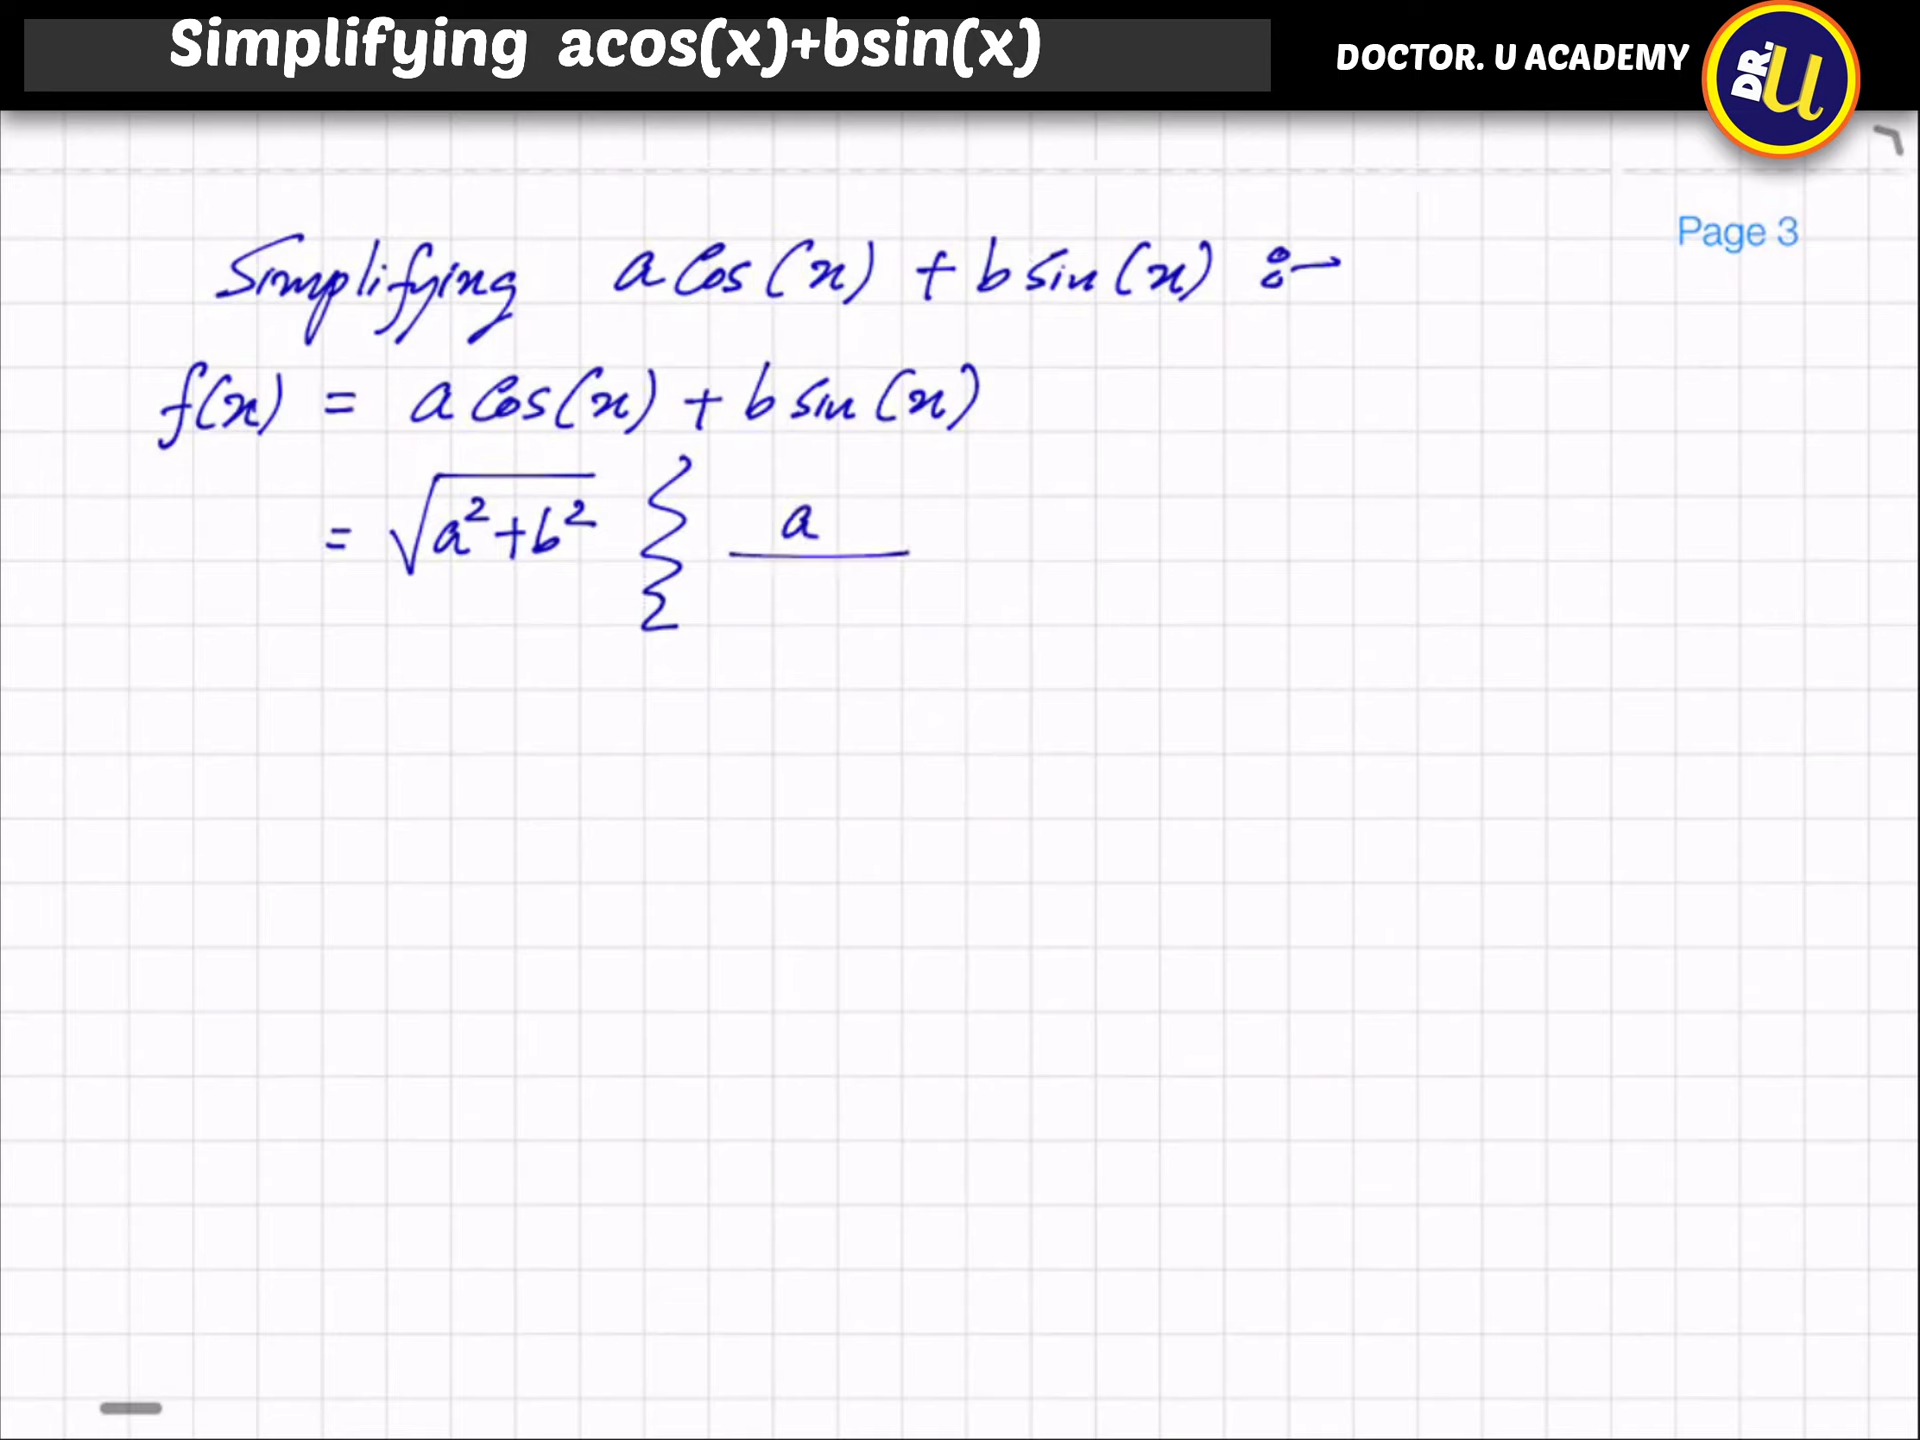 Simplifying acos(x)+bsin(x)
DOCTOR. U ACADEMY
DR. U
Page 3
Simplifying a Cos(x) + b sin(x) :-
f(x) = a Cos(x) + b sin(x)
= √(a²+b²) { a